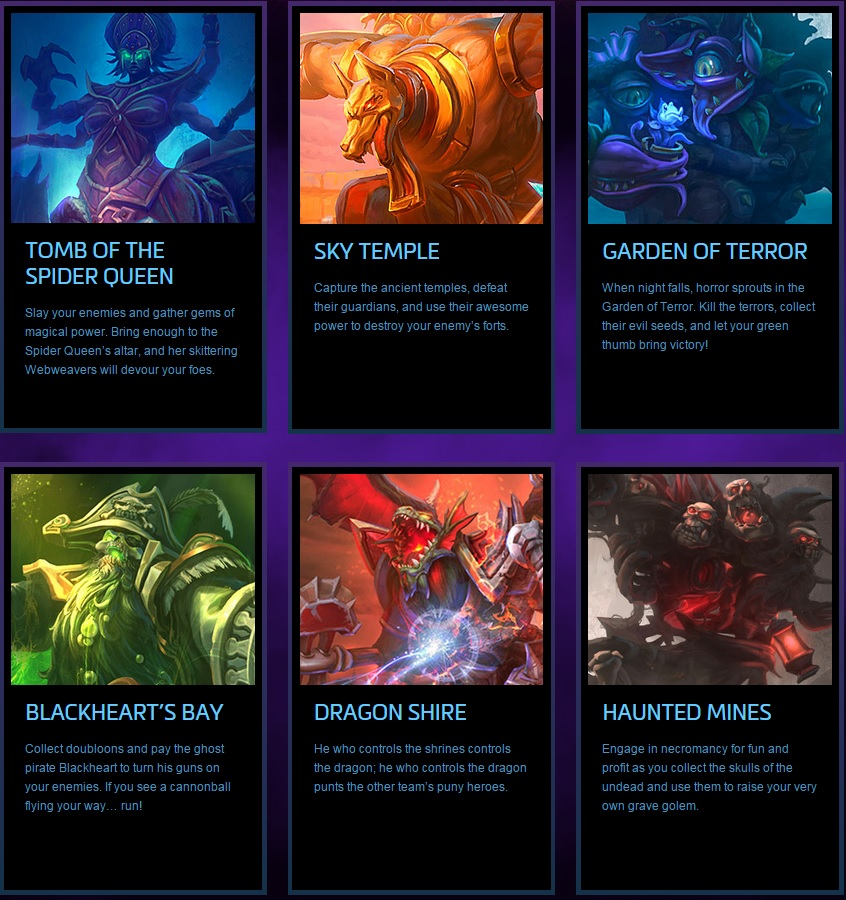 TOMB OF THE
SPIDER QUEEN
Slay your enemies and gather gems of
magical power. Bring enough to the
Spider Queen's altar, and her skittering
Webweavers will devour your foes.
SKY TEMPLE
Capture the ancient temples, defeat
their guardians, and use their awesome
power to destroy your enemy's forts.
GARDEN OF TERROR
When night falls, horror sprouts in the
Garden of Terror. Kill the terrors, collect
their evil seeds, and let your green
thumb bring victory!
BLACKHEART'S BAY
Collect doubloons and pay the ghost
pirate Blackheart to turn his guns on
your enemies. If you see a cannonball
flying your way… run!
DRAGON SHIRE
He who controls the shrines controls
the dragon; he who controls the dragon
punts the other team's puny heroes.
HAUNTED MINES
Engage in necromancy for fun and
profit as you collect the skulls of the
undead and use them to raise your very
own grave golem.